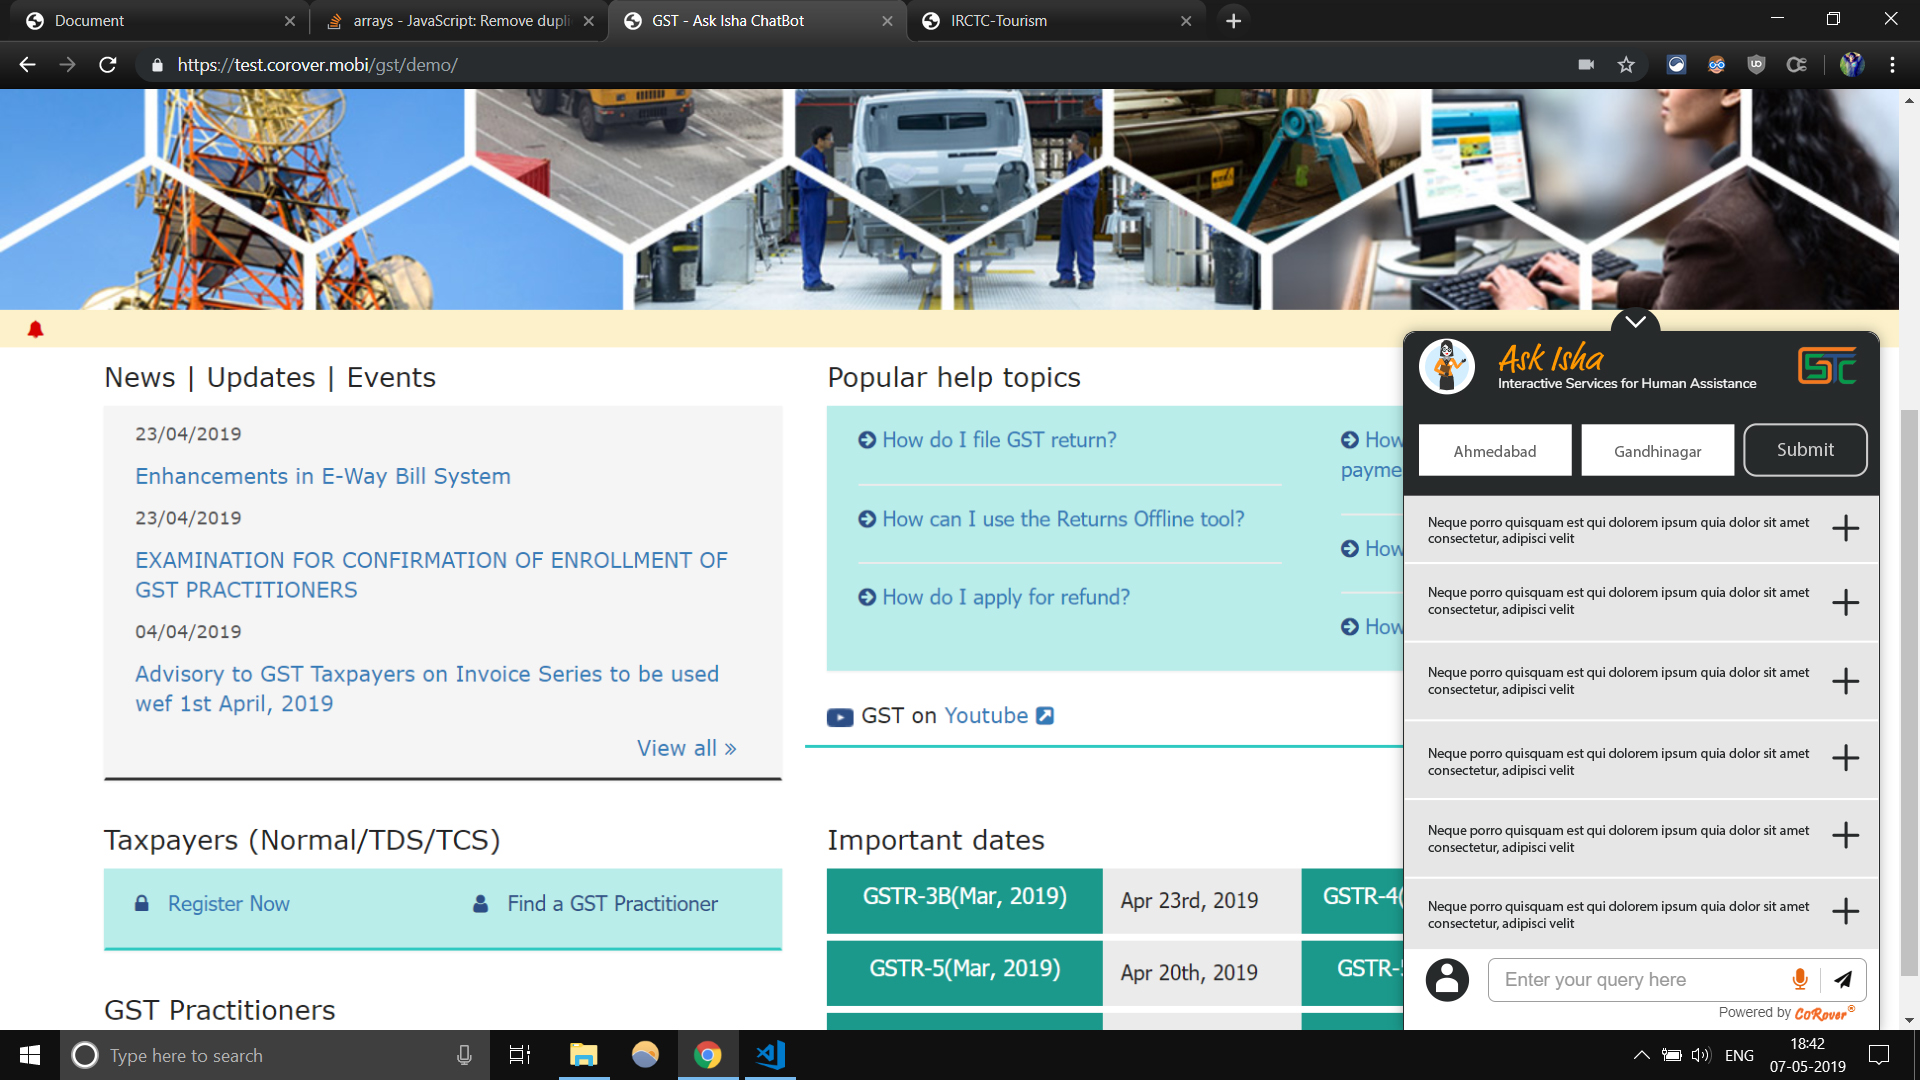 Document
arrays - JavaScript: Remove dupli
GST - Ask Isha ChatBot
IRCTC-Tourism
https://test.corover.mobi/gst/demo/
News | Updates | Events
23/04/2019
Enhancements in E-Way Bill System
23/04/2019
EXAMINATION FOR CONFIRMATION OF ENROLLMENT OF
GST PRACTITIONERS
04/04/2019
Advisory to GST Taxpayers on Invoice Series to be used
wef 1st April, 2019
View all »
Popular help topics
How do I file GST return?
How can I use the Returns Offline tool?
How do I apply for refund?
How
payme
How
How
GST on Youtube
Taxpayers (Normal/TDS/TCS)
Register Now
Find a GST Practitioner
GST Practitioners
Important dates
GSTR-3B(Mar, 2019)
Apr 23rd, 2019
GSTR-4(
GSTR-5(Mar, 2019)
Apr 20th, 2019
GSTR-
Ask Isha
Interactive Services for Human Assistance
Ahmedabad
Gandhinagar
Submit
Neque porro quisquam est qui dolorem ipsum quia dolor sit amet
consectetur, adipisci velit
Neque porro quisquam est qui dolorem ipsum quia dolor sit amet
consectetur, adipisci velit
Neque porro quisquam est qui dolorem ipsum quia dolor sit amet
consectetur, adipisci velit
Neque porro quisquam est qui dolorem ipsum quia dolor sit amet
consectetur, adipisci velit
Neque porro quisquam est qui dolorem ipsum quia dolor sit amet
consectetur, adipisci velit
Neque porro quisquam est qui dolorem ipsum quia dolor sit amet
consectetur, adipisci velit
Enter your query here
Powered by CoRover®
Type here to search
ENG
18:42
07-05-2019